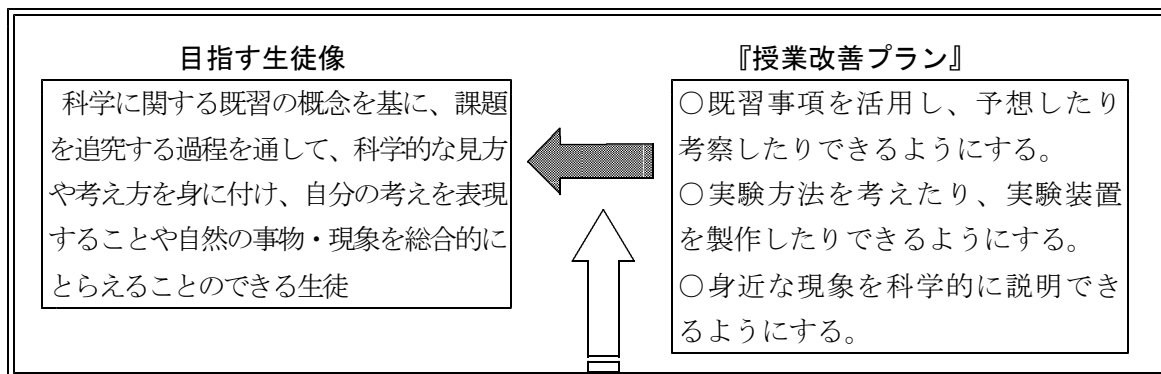 目指す生徒像
科学に関する既習の概念を基に、課題
を追究する過程を通して、科学的な見方
や考え方を身に付け、自分の考えを表現
することや自然の事物・現象を総合的に
とらえることのできる生徒
『授業改善プラン』
○既習事項を活用し、予想したり
考察したりできるようにする。
○実験方法を考えたり、実験装置
を製作したりできるようにする。
○身近な現象を科学的に説明でき
るようにする。